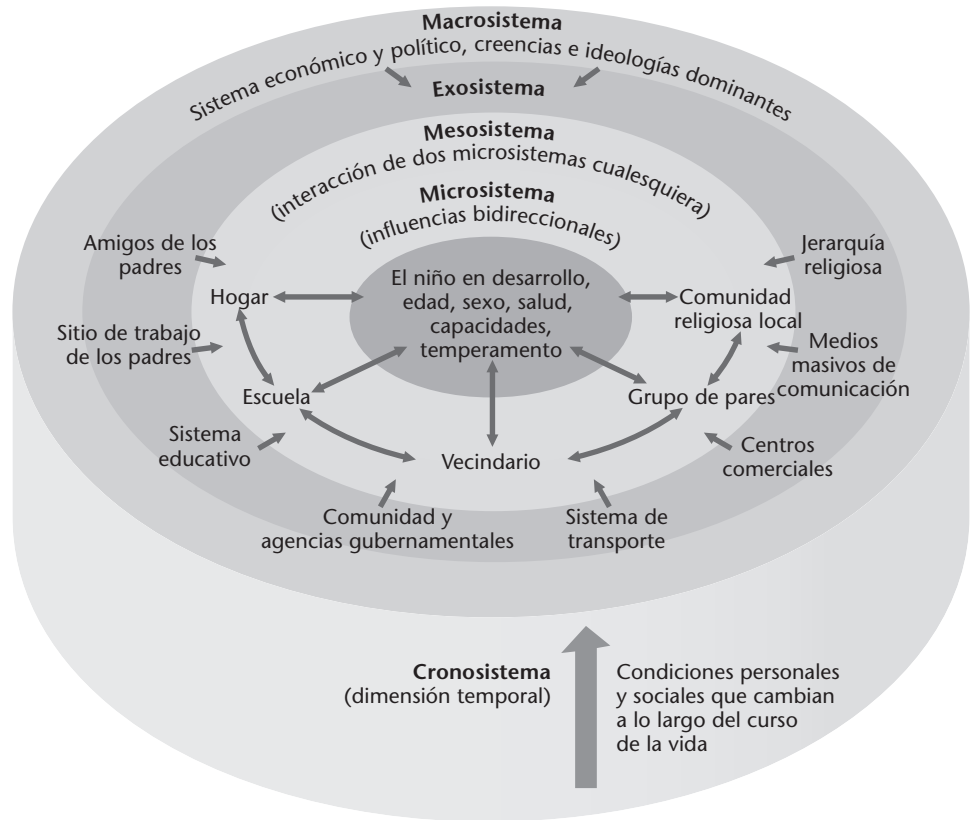 Macrosistema
Sistema económico y político, creencias e ideologías dominantes
Exosistema
Mesosistema
(interacción de dos microsistemas cualesquiera)
Microsistema
(influencias bidireccionales)
El niño en desarrollo,
edad, sexo, salud,
capacidades,
temperamento
Amigos de los
padres
Hogar
Sitio de trabajo
de los padres
Escuela
Sistema
educativo
Vecindario
Comunidad y
agencias gubernamentales
Sistema de
transporte
Jerarquía
religiosa
Comunidad
religiosa local
Medios
masivos de
comunicación
Grupo de pares
Centros
comerciales
Cronosistema
(dimensión temporal)
Condiciones personales
y sociales que cambian
a lo largo del curso
de la vida